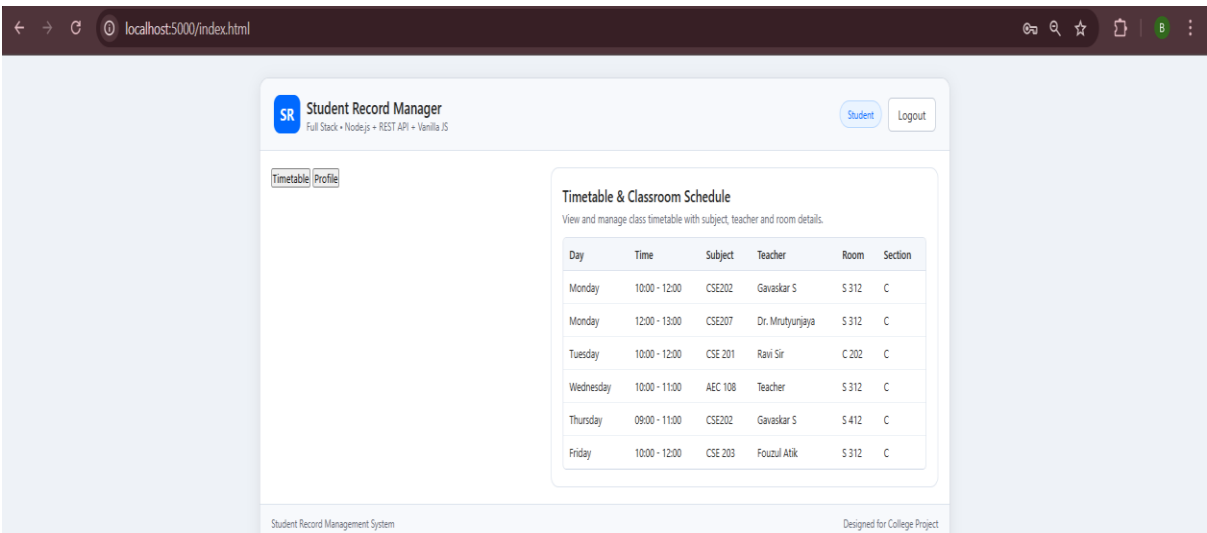 localhost:5000/index.html
B
SR
Student Record Manager
Full Stack • Node.js + REST API + Vanilla JS
Student
Logout
Timetable Profile
Timetable & Classroom Schedule
View and manage class timetable with subject, teacher and room details.
Day Time Subject Teacher Room Section
Monday 10:00 - 12:00 CSE202 Gavaskar S S 312 C
Monday 12:00 - 13:00 CSE207 Dr. Mrutyunjaya S 312 C
Tuesday 10:00 - 12:00 CSE 201 Ravi Sir C 202 C
Wednesday 10:00 - 11:00 AEC 108 Teacher S 312 C
Thursday 09:00 - 11:00 CSE202 Gavaskar S S 412 C
Friday 10:00 - 12:00 CSE 203 Fouzul Atik S 312 C
Student Record Management System
Designed for College Project